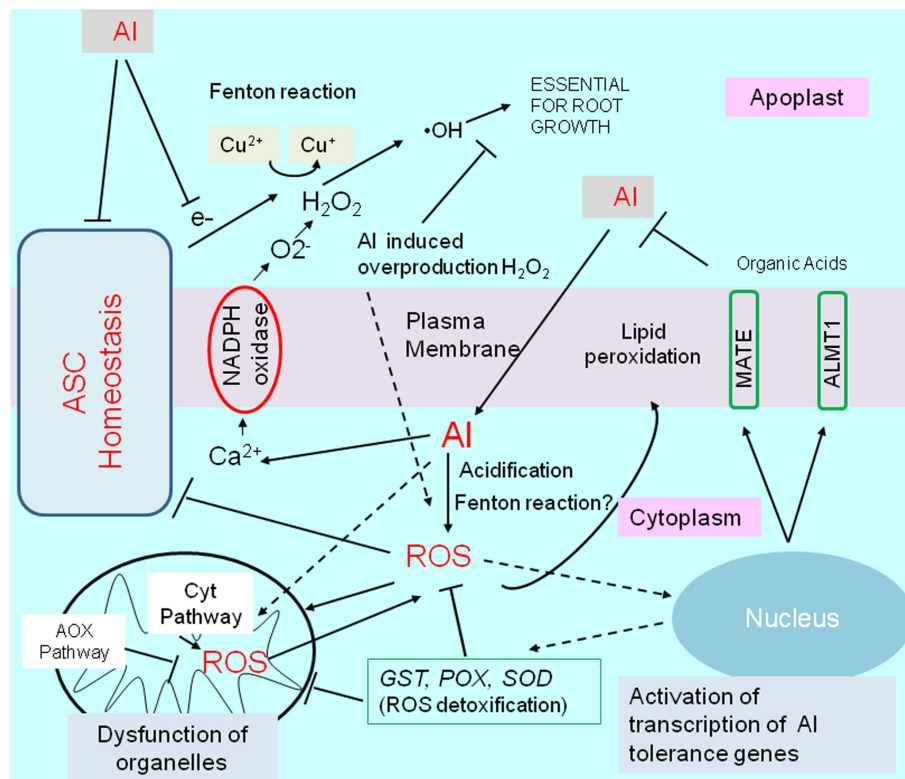 Al
Fenton reaction
Cu²⁺
Cu⁺
•OH
ESSENTIAL
FOR ROOT
GROWTH
Apoplast
e-
H₂O₂
O2⁻
Al
Al induced
overproduction H₂O₂
Organic Acids
ASC
Homeostasis
NADPH
oxidase
Plasma
Membrane
Lipid
peroxidation
MATE
ALMT1
Ca²⁺
Al
Acidification
Fenton reaction?
Cytoplasm
ROS
Nucleus
Cyt
Pathway
AOX
Pathway
ROS
GST, POX, SOD
(ROS detoxification)
Dysfunction of
organelles
Activation of
transcription of Al
tolerance genes